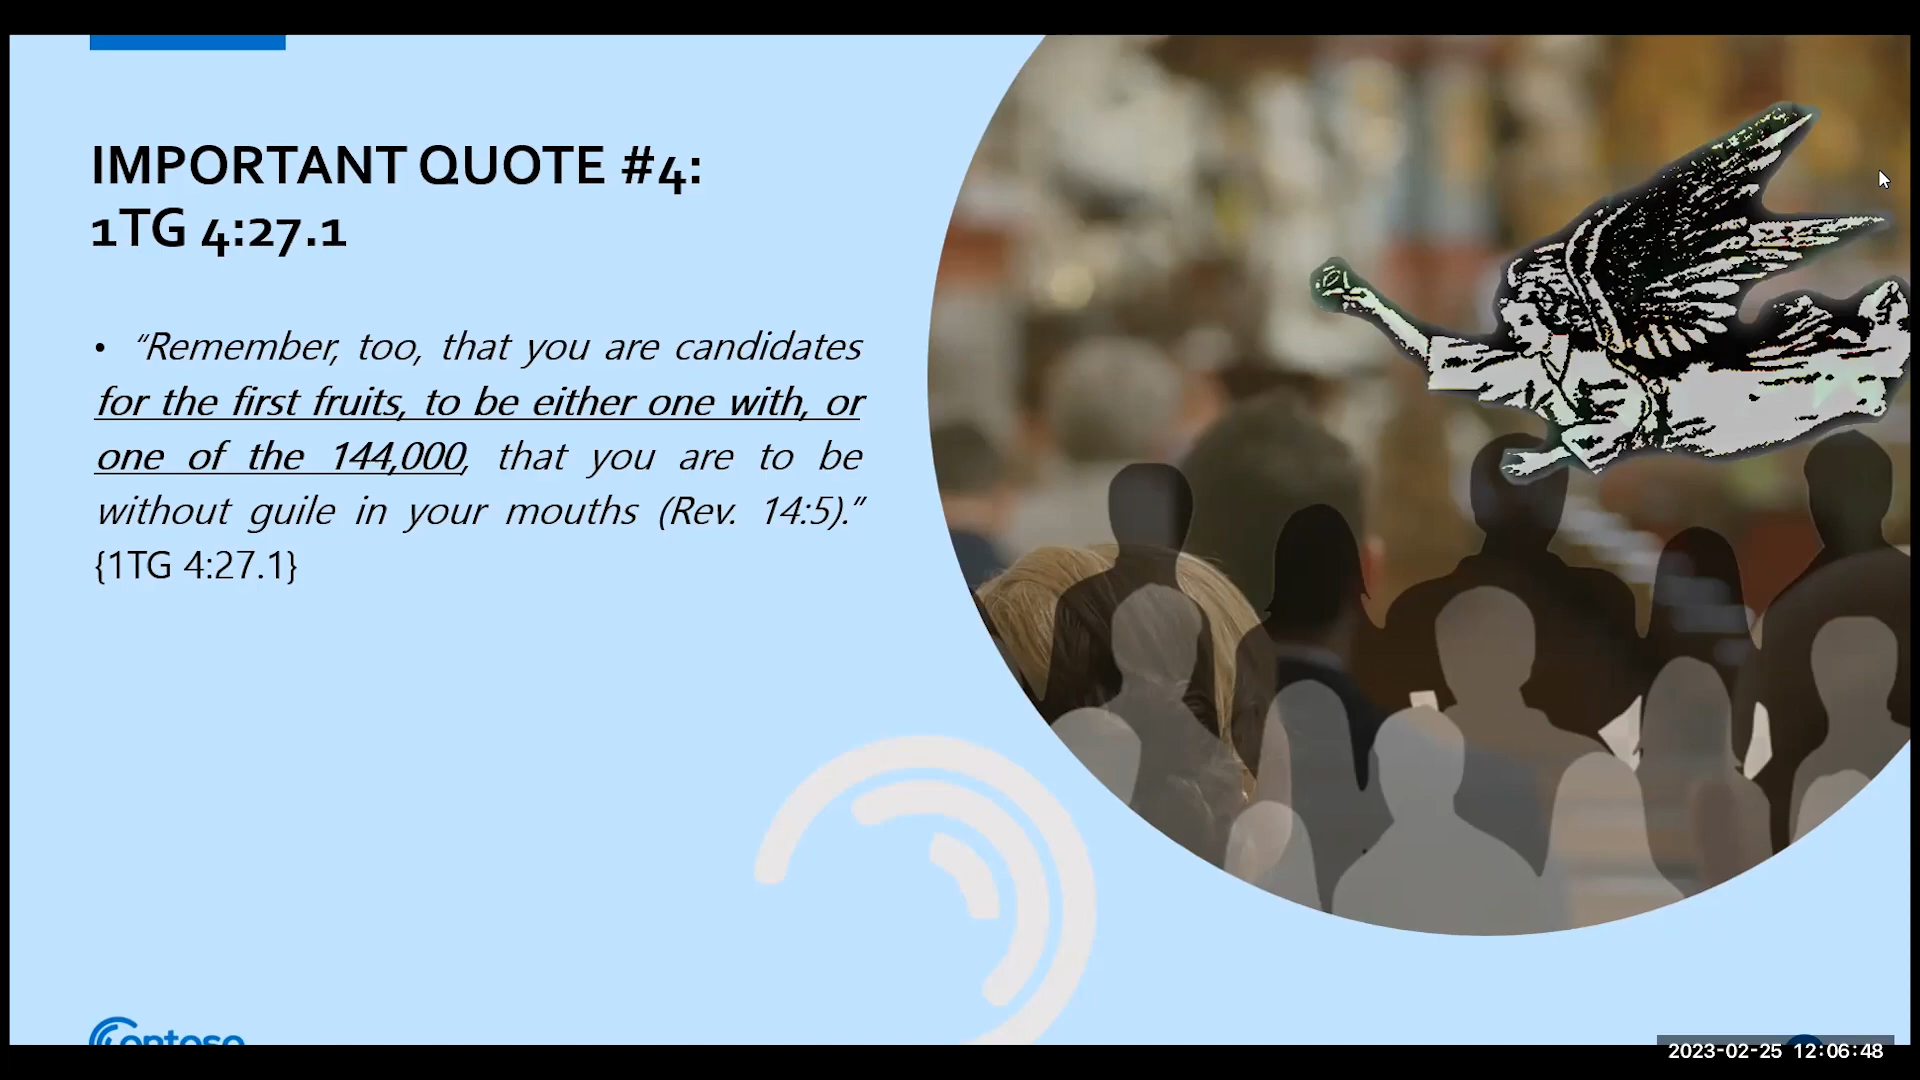 IMPORTANT QUOTE #4:
1TG 4:27.1
• “Remember, too, that you are candidates
for the first fruits, to be either one with, or
one of the 144,000, that you are to be
without guile in your mouths (Rev. 14:5).”
{1TG 4:27.1}
Contoso
2023-02-25 12:06:48